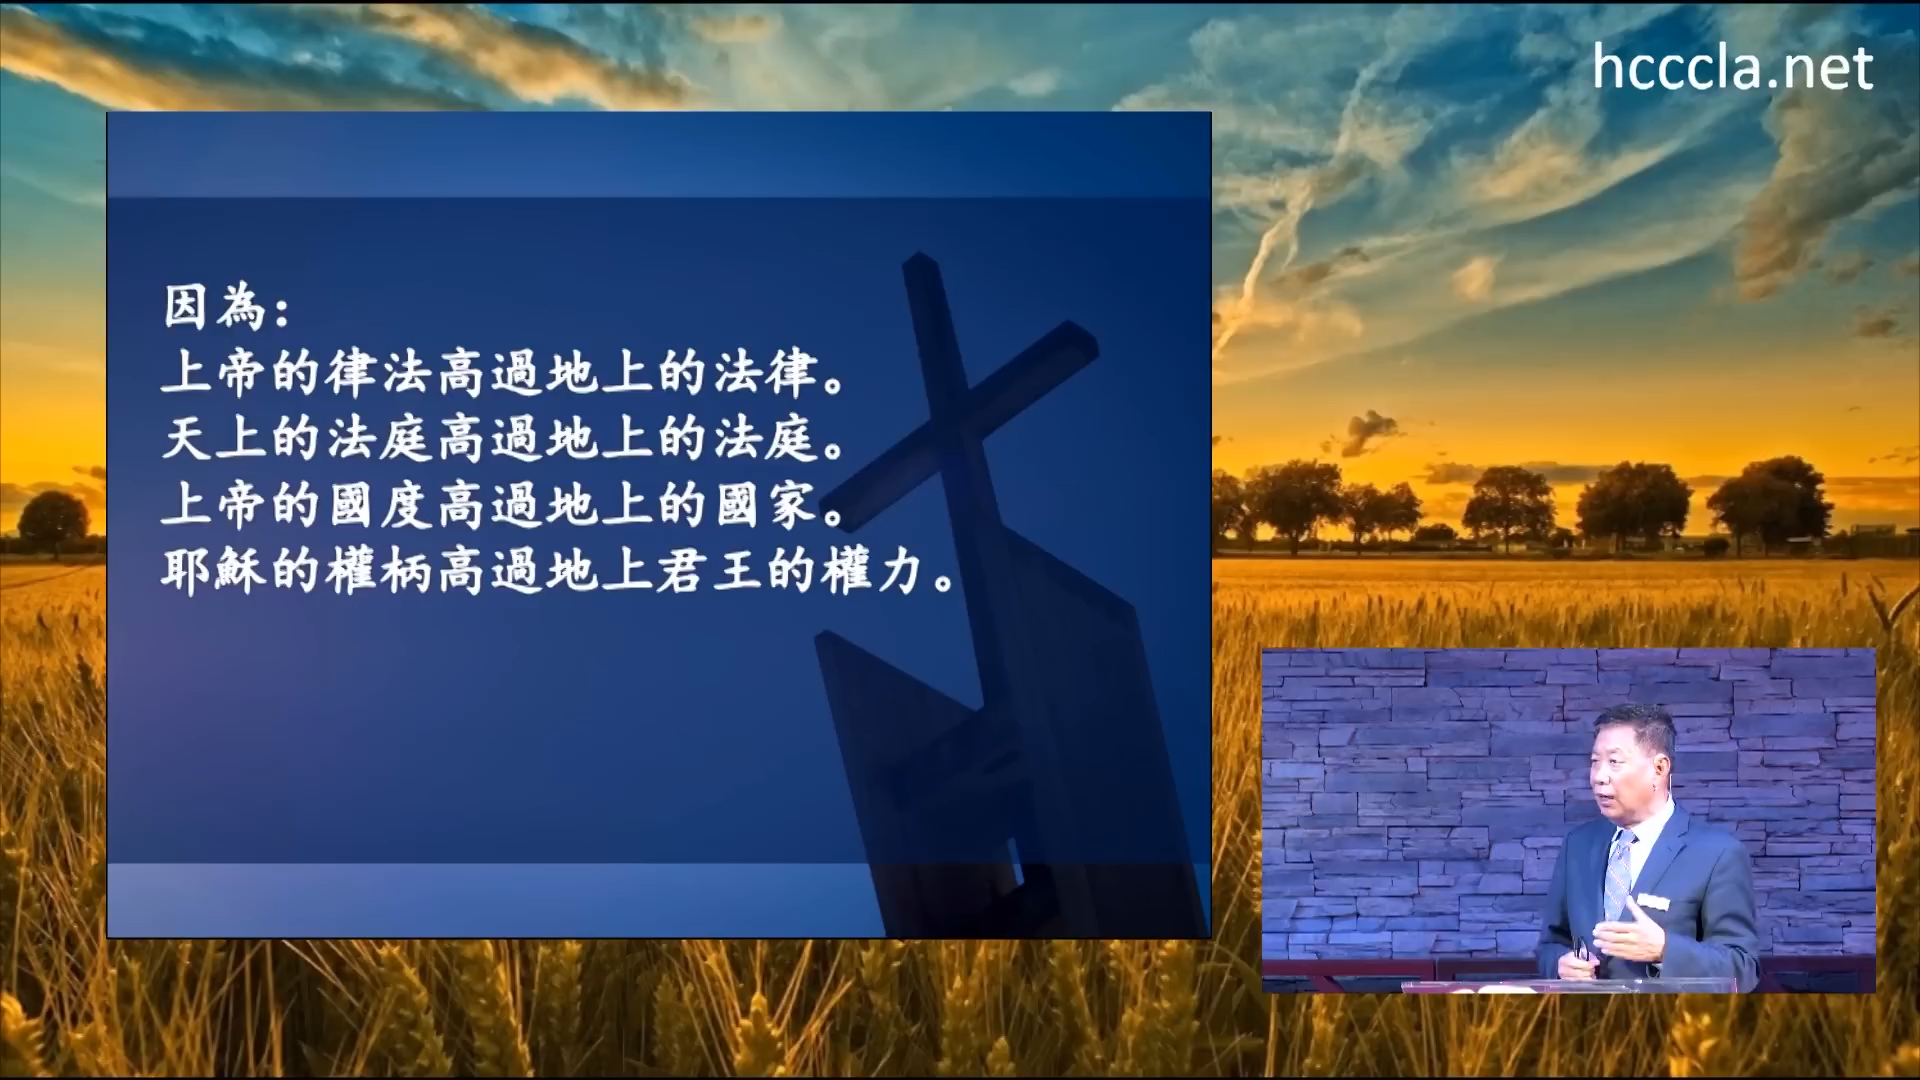 hcccla.net
因為:
上帝的律法高過地上的法律。
天上的法庭高過地上的法庭。
上帝的國度高過地上的國家。
耶穌的權柄高過地上君王的權力。